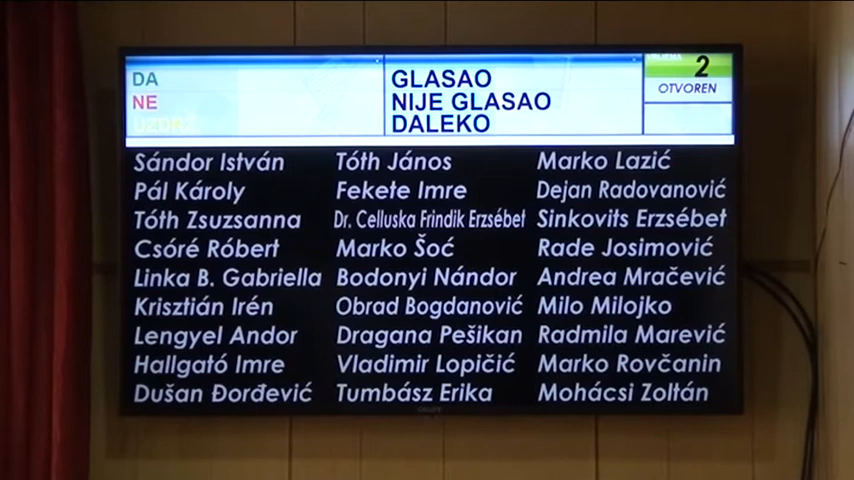 DA
NE
UZDRŽ.
GLASAO
NIJE GLASAO
DALEKO
VRIJEME
2
OTVOREN
Sándor István Tóth János Marko Lazić
Pál Károly Fekete Imre Dejan Radovanović
Tóth Zsuzsanna Dr. Celluska Frindik Erzsébet Sinkovits Erzsébet
Csóré Róbert Marko Šoć Rade Josimović
Linka B. Gabriella Bodonyi Nándor Andrea Mračević
Krisztián Irén Obrad Bogdanović Milo Milojko
Lengyel Andor Dragana Pešikan Radmila Marević
Hallgató Imre Vladimir Lopičić Marko Rovčanin
Dušan Đorđević Tumbász Erika Mohácsi Zoltán